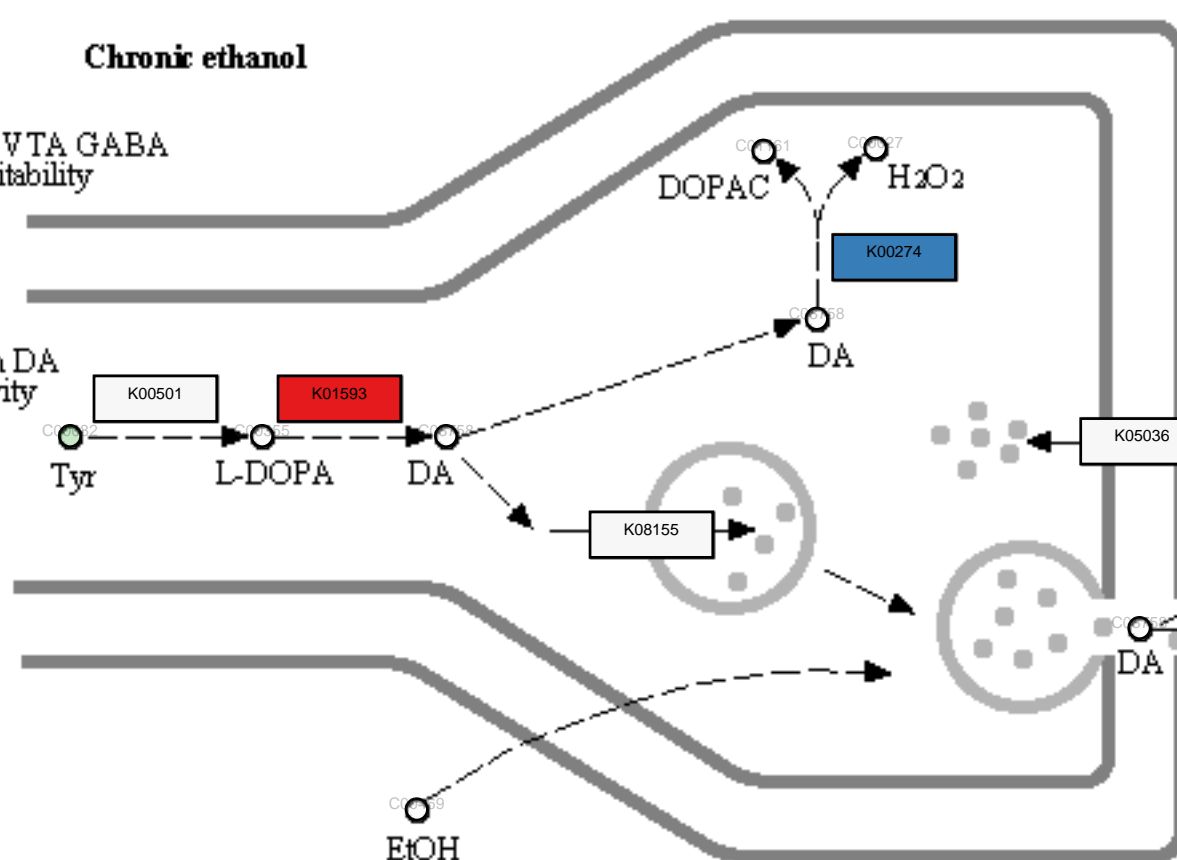 Chronic ethanol
VTA GABA
itability
DOPAC
H2O2
K00274
DA
DA
vity
K00501
K01593
K05036
Tyr
L-DOPA
DA
K08155
DA
EtOH